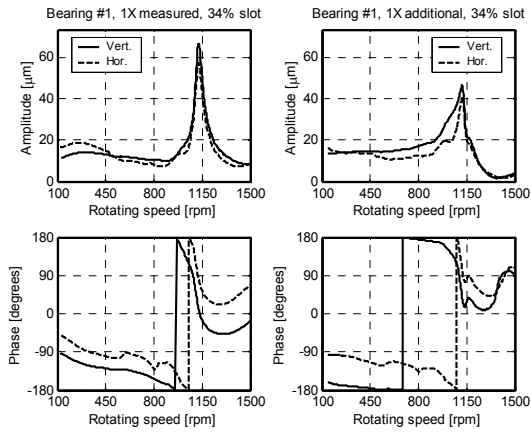 Bearing #1, 1X measured, 34% slot
Amplitude [μm]
60
40
20
0
Vert.
Hor.
100 450 800 1150 1500
Rotating speed [rpm]
Bearing #1, 1X additional, 34% slot
Amplitude [μm]
60
40
20
0
Vert.
Hor.
100 450 800 1150 1500
Rotating speed [rpm]
Phase [degrees]
180
90
0
-90
-180
100 450 800 1150 1500
Rotating speed [rpm]
Phase [degrees]
180
90
0
-90
-180
100 450 800 1150 1500
Rotating speed [rpm]